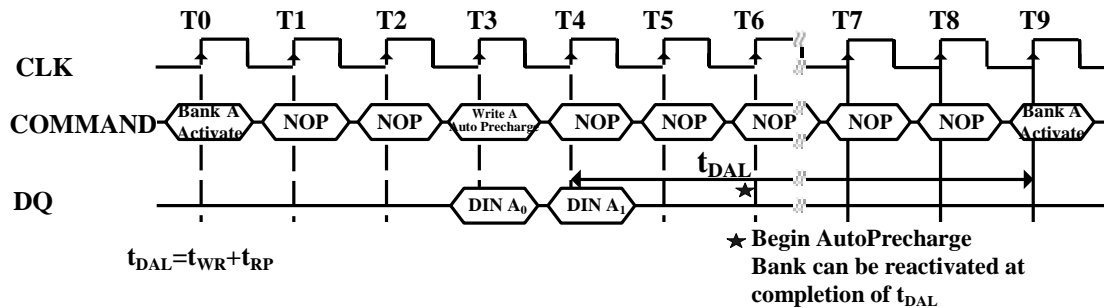 T0 T1 T2 T3 T4 T5 T6 T7 T8 T9
CLK
COMMAND
Bank A
Activate
NOP
NOP
Write A
Auto Precharge
NOP
NOP
NOP
NOP
NOP
Bank A
Activate
tDAL
DQ
DIN A0
DIN A1
tDAL=tWR+tRP
★ Begin AutoPrecharge
Bank can be reactivated at
completion of tDAL